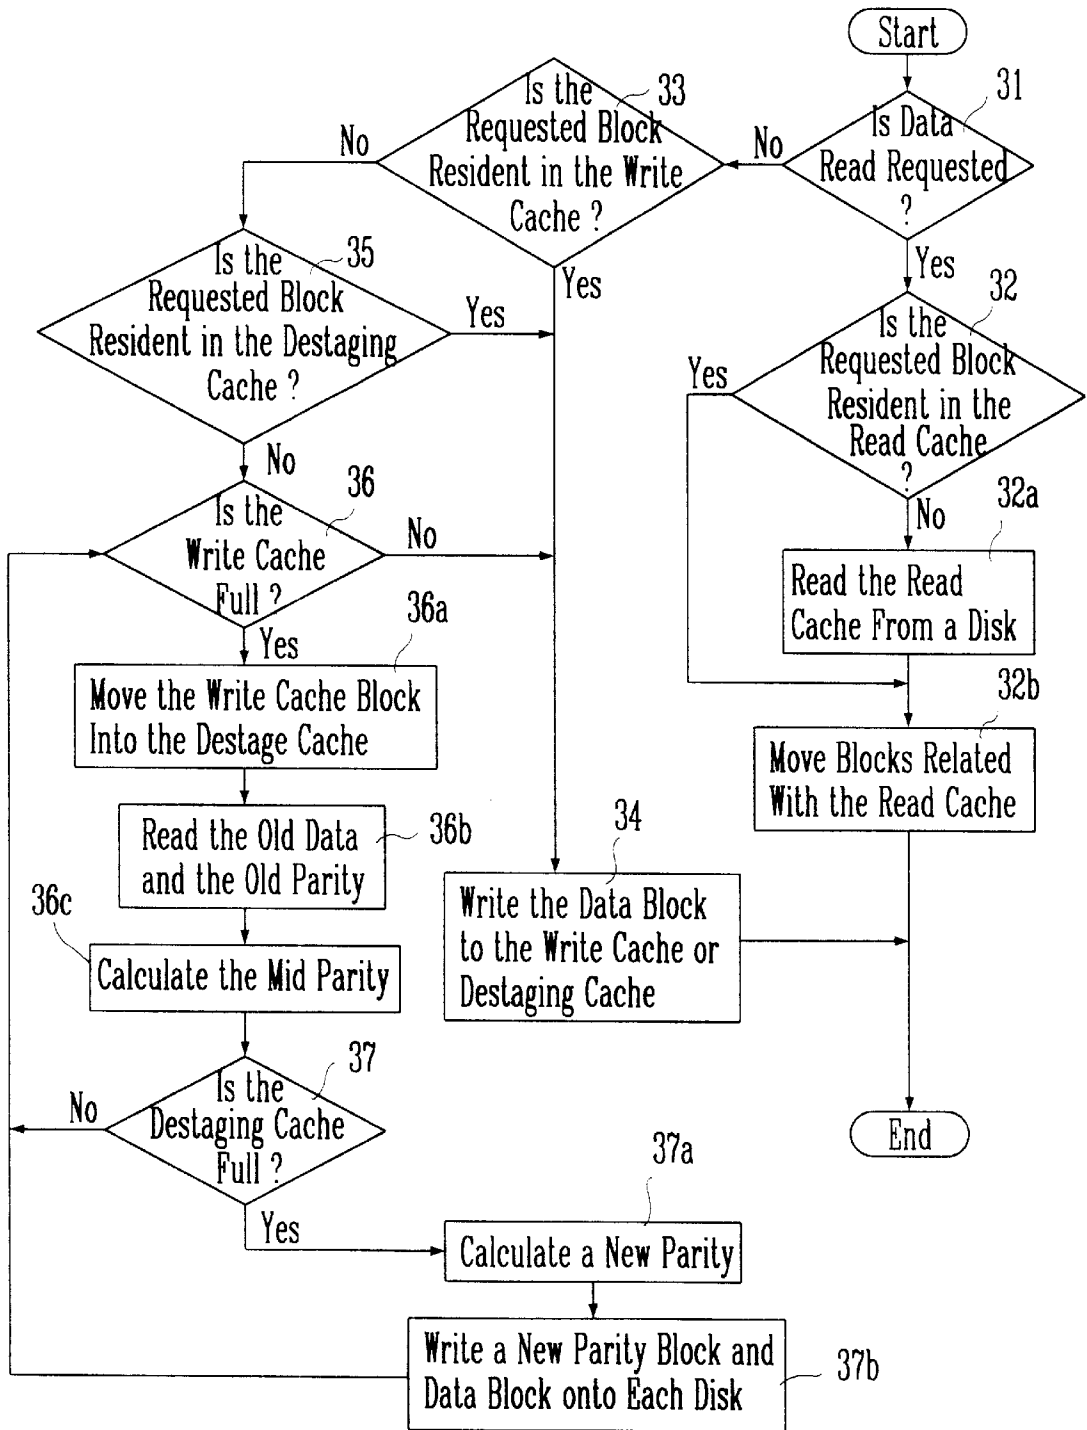 Start
31
Is Data
Read Requested
?
No
Yes
33
Is the
Requested Block
Resident in the Write
Cache ?
No
Yes
35
Is the
Requested Block
Resident in the Destaging
Cache ?
Yes
No
32
Is the
Requested Block
Resident in the
Read Cache
?
Yes
No
32a
Read the Read
Cache From a Disk
32b
Move Blocks Related
With the Read Cache
36
Is the
Write Cache
Full ?
No
Yes
36a
Move the Write Cache Block
Into the Destage Cache
36b
Read the Old Data
and the Old Parity
36c
Calculate the Mid Parity
34
Write the Data Block
to the Write Cache or
Destaging Cache
37
Is the
Destaging Cache
Full ?
No
Yes
End
37a
Calculate a New Parity
37b
Write a New Parity Block and
Data Block onto Each Disk